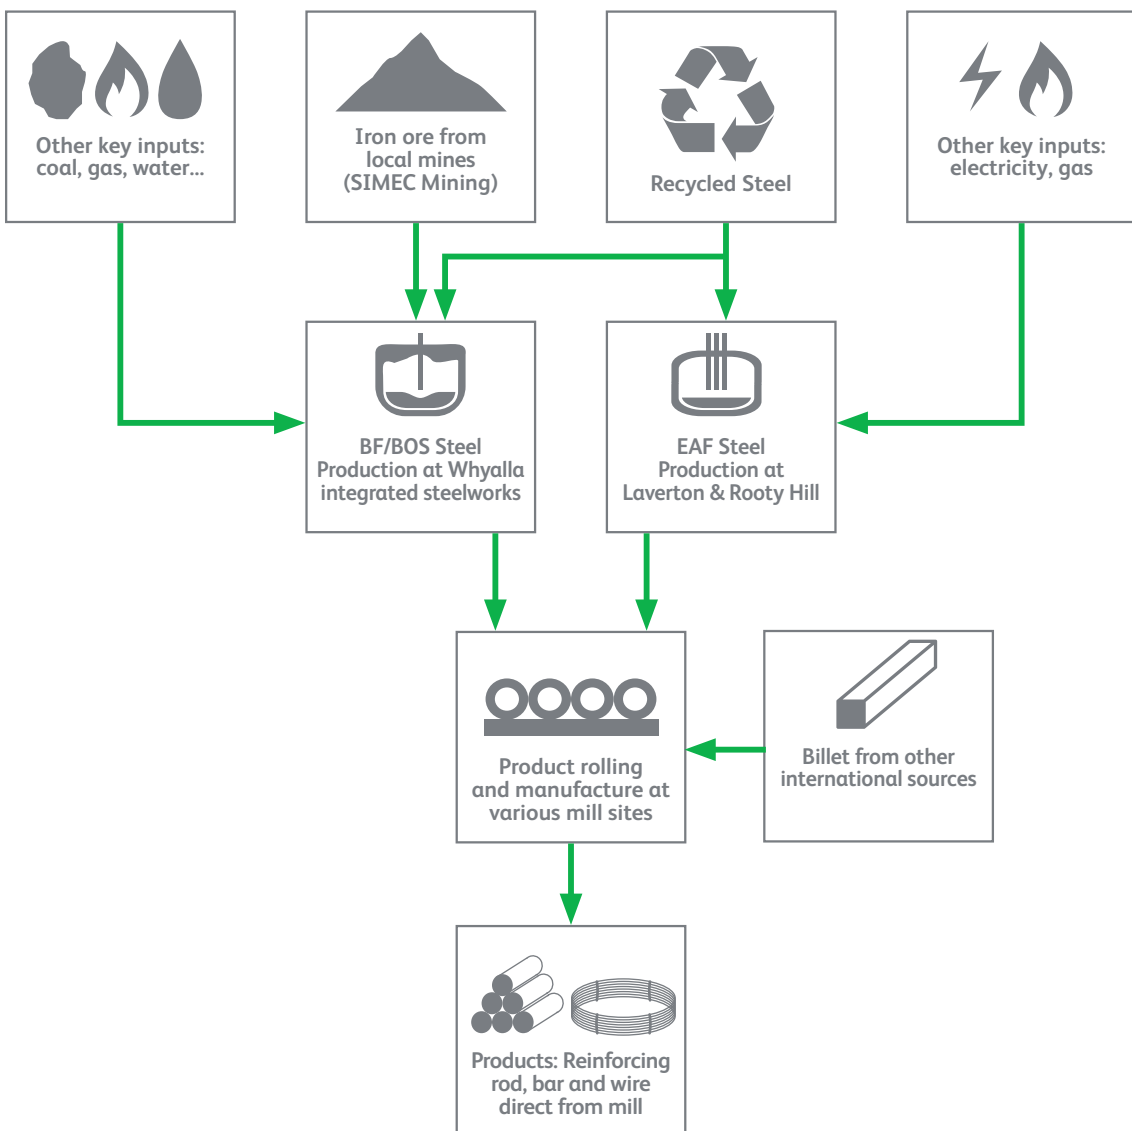 Other key inputs:
coal, gas, water...
Iron ore from
local mines
(SIMEC Mining)
Recycled Steel
Other key inputs:
electricity, gas
BF/BOS Steel
Production at Whyalla
integrated steelworks
EAF Steel
Production at
Laverton & Rooty Hill
Product rolling
and manufacture at
various mill sites
Billet from other
international sources
Products: Reinforcing
rod, bar and wire
direct from mill